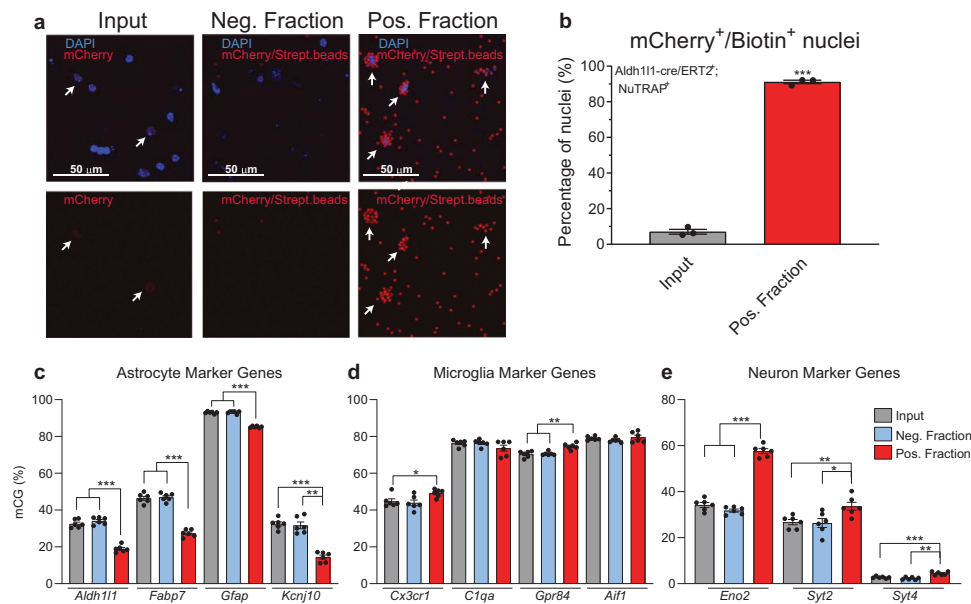 a
Input
Neg. Fraction
Pos. Fraction
DAPI
mCherry
DAPI
mCherry/Strept.beads
DAPI
mCherry/Strept.beads
50 µm
50 µm
50 µm
mCherry
mCherry/Strept.beads
mCherry/Strept.beads
b
mCherry+/Biotin+ nuclei
Aldh1l1-cre/ERT2+;
NuTRAP+
***
Percentage of nuclei (%)
100
80
60
40
20
0
Input
Pos. Fraction
c
Astrocyte Marker Genes
mCG (%)
100
80
60
40
20
0
***
***
***
***
**
Aldh1l1
Fabp7
Gfap
Kcnj10
d
Microglia Marker Genes
100
80
60
40
20
0
*
**
Cx3cr1
C1qa
Gpr84
Aif1
e
Neuron Marker Genes
100
80
60
40
20
0
***
**
*
***
**
Eno2
Syt2
Syt4
Input
Neg. Fraction
Pos. Fraction